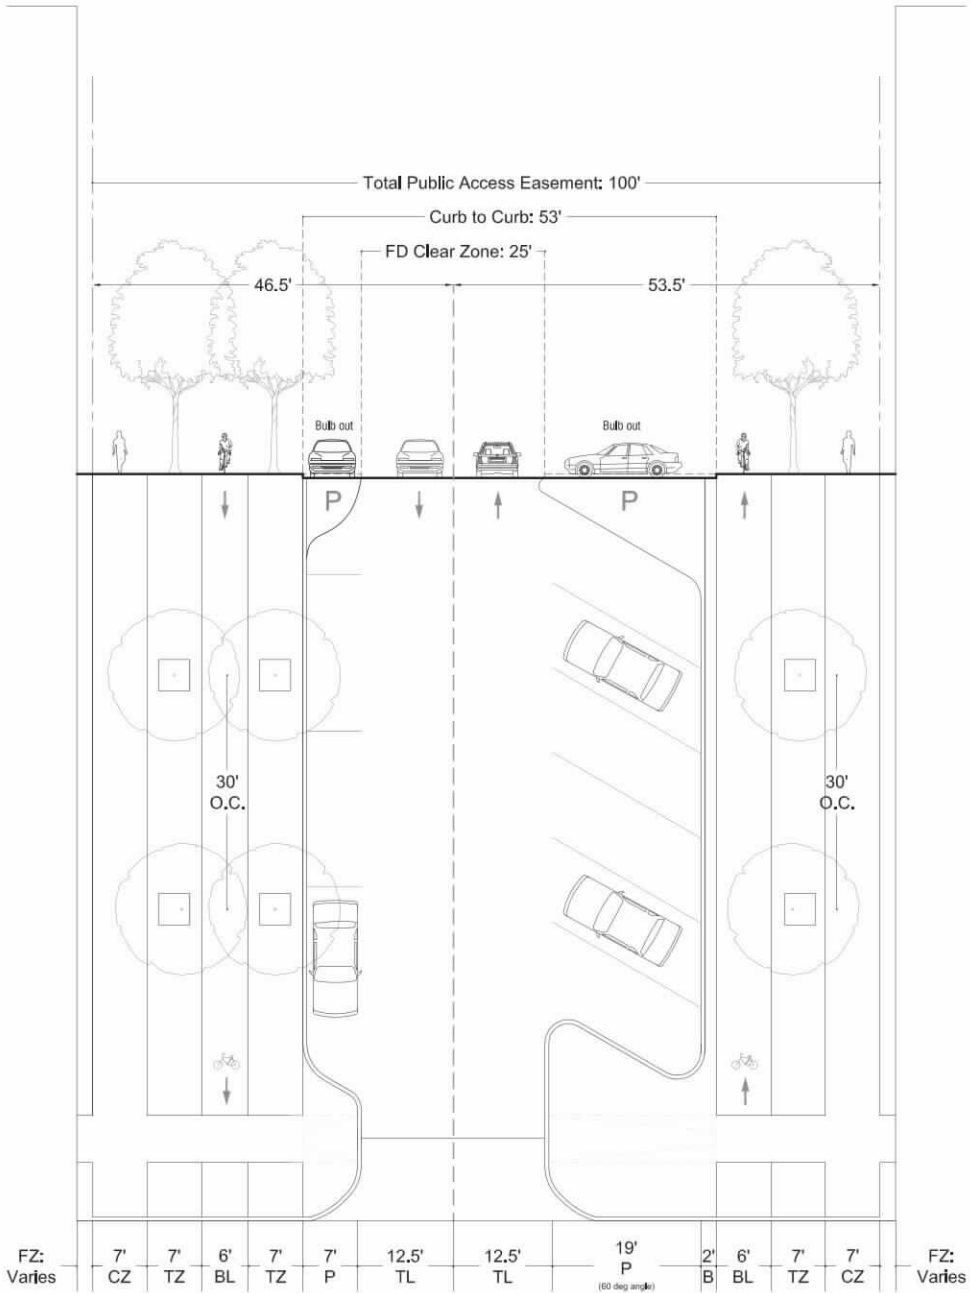 Total Public Access Easement: 100'
Curb to Curb: 53'
FD Clear Zone: 25'
46.5'
53.5'
Bulb out
Bulb out
P
P
30'
O.C.
30'
O.C.
FZ:
Varies
7'
CZ
7'
TZ
6'
BL
7'
TZ
7'
P
12.5'
TL
12.5'
TL
19'
P
(60 deg angle)
2'
B
6'
BL
7'
TZ
7'
CZ
FZ:
Varies